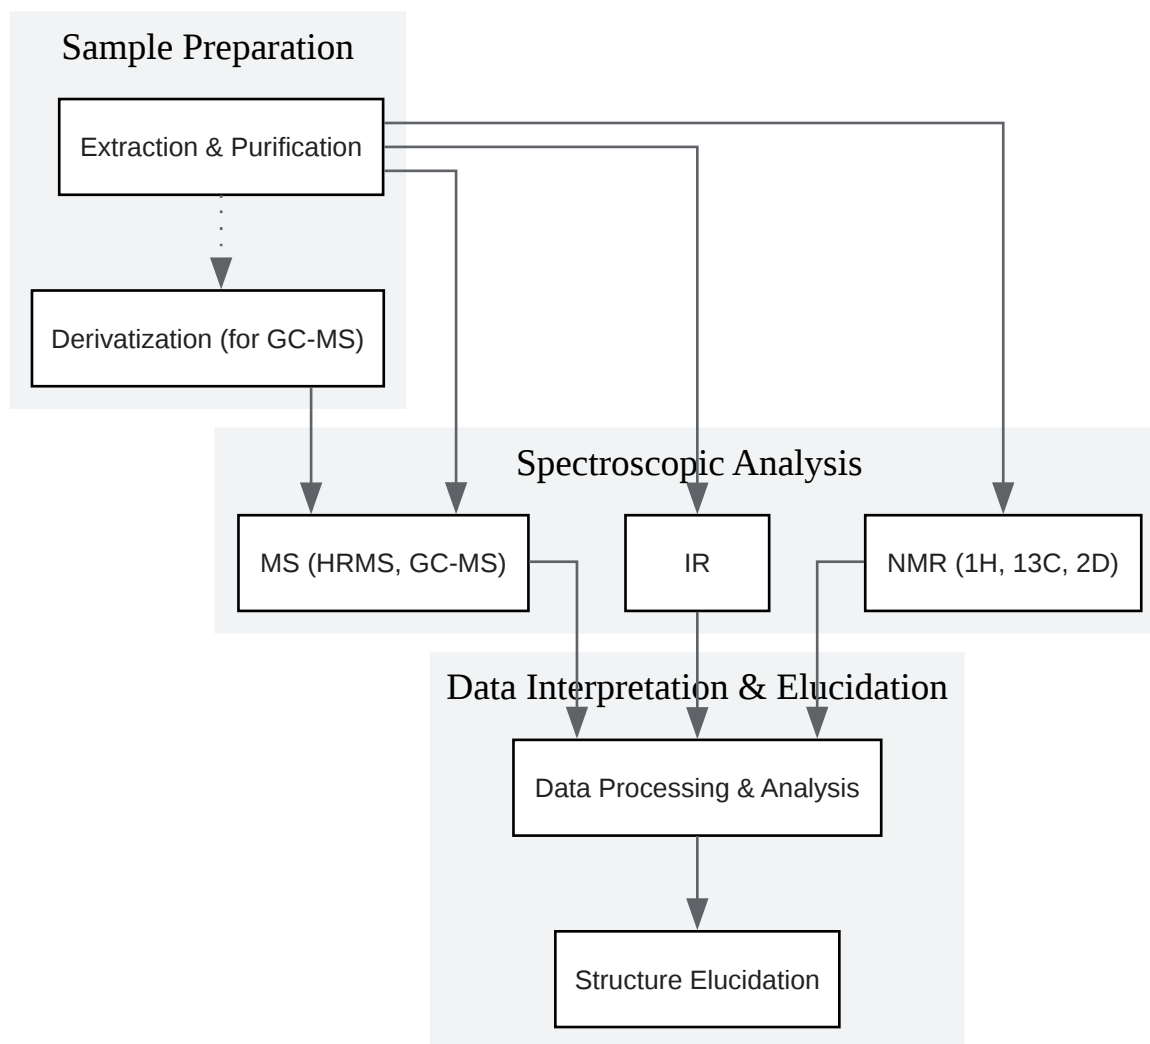 Sample Preparation
Extraction & Purification
Derivatization (for GC-MS)
Spectroscopic Analysis
MS (HRMS, GC-MS)
IR
NMR (1H, 13C, 2D)
Data Interpretation & Elucidation
Data Processing & Analysis
Structure Elucidation